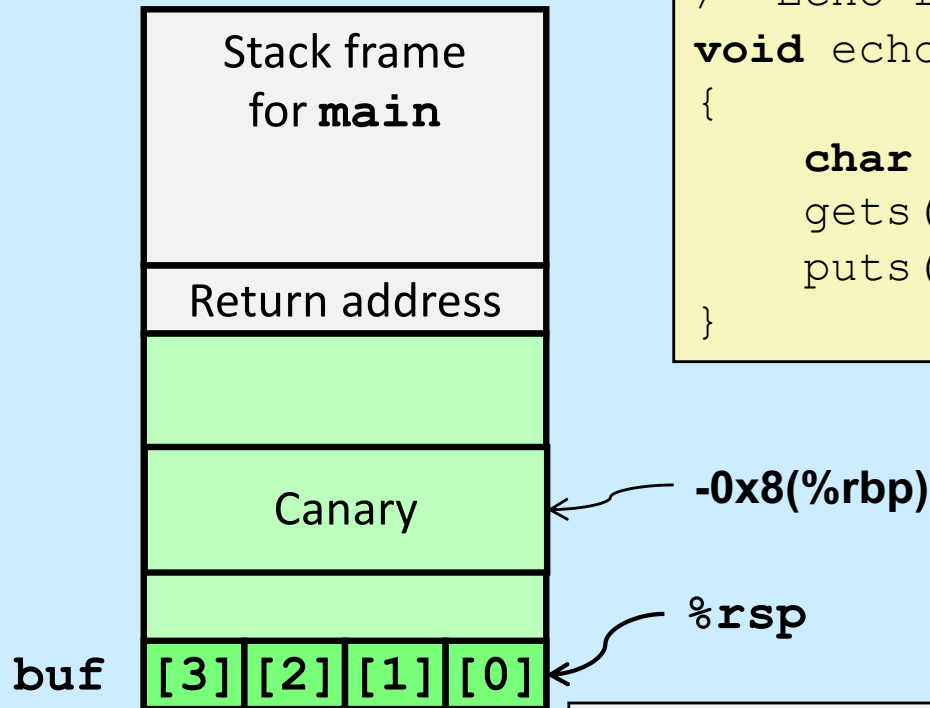 Stack frame
for main
Return address
Canary
buf [3] [2] [1] [0]
void
{
char
gets(
puts(
}
-0x8(%rbp)
%rsp